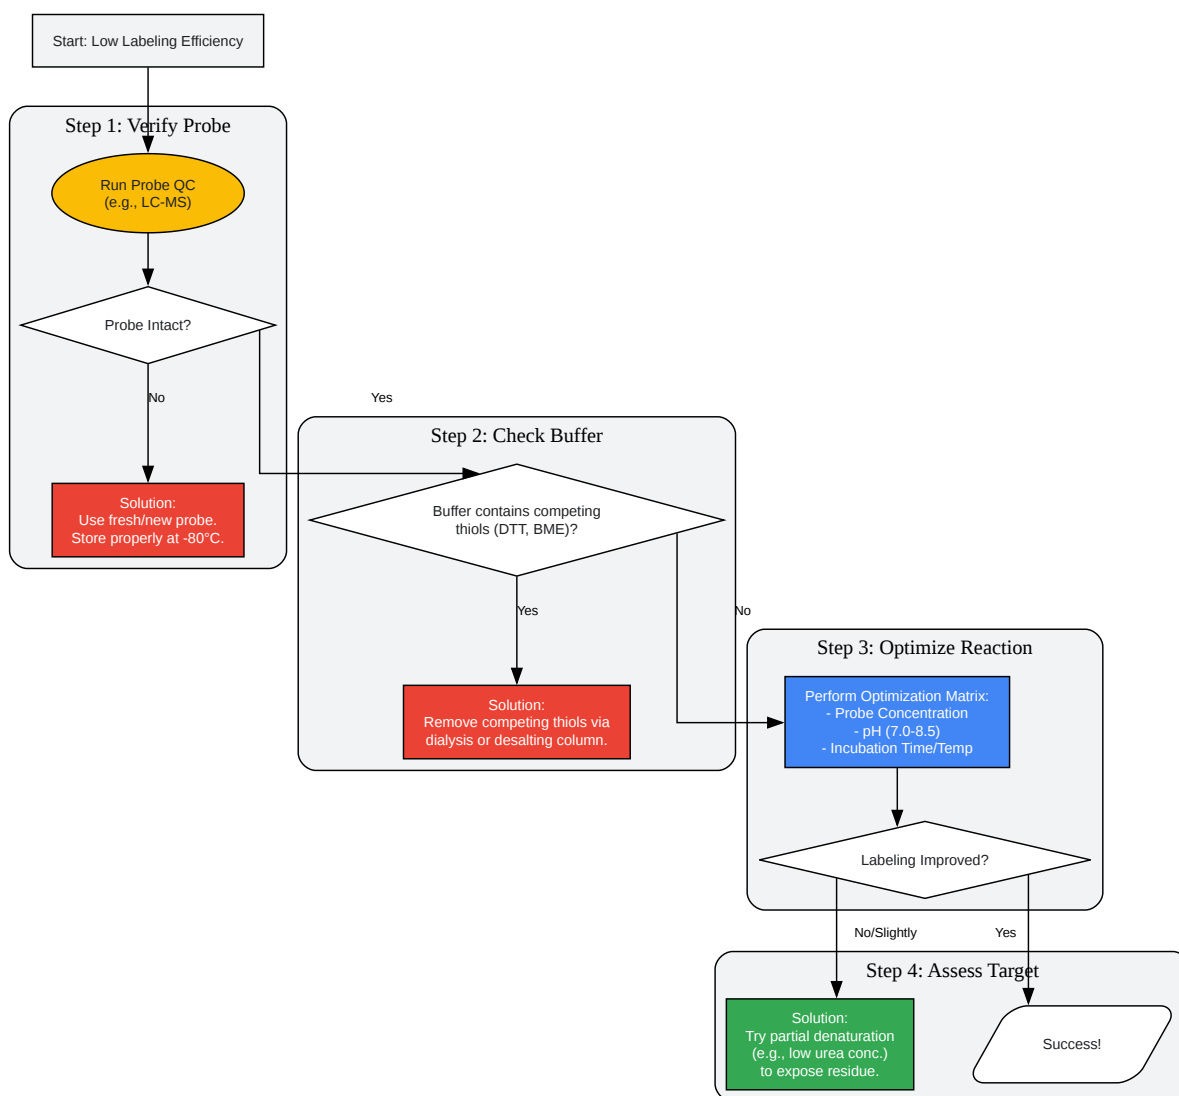 Start: Low Labeling Efficiency
Step 1: Verify Probe
Run Probe QC
(e.g., LC-MS)
Probe Intact?
No
Yes
Solution:
Use fresh/new probe.
Store properly at -80°C.
Step 2: Check Buffer
Buffer contains competing
thiols (DTT, BME)?
Yes
No
Solution:
Remove competing thiols via
dialysis or desalting column.
Step 3: Optimize Reaction
Perform Optimization Matrix:
- Probe Concentration
- pH (7.0-8.5)
- Incubation Time/Temp
Labeling Improved?
No/Slightly
Yes
Step 4: Assess Target
Solution:
Try partial denaturation
(e.g., low urea conc.)
to expose residue.
Success!